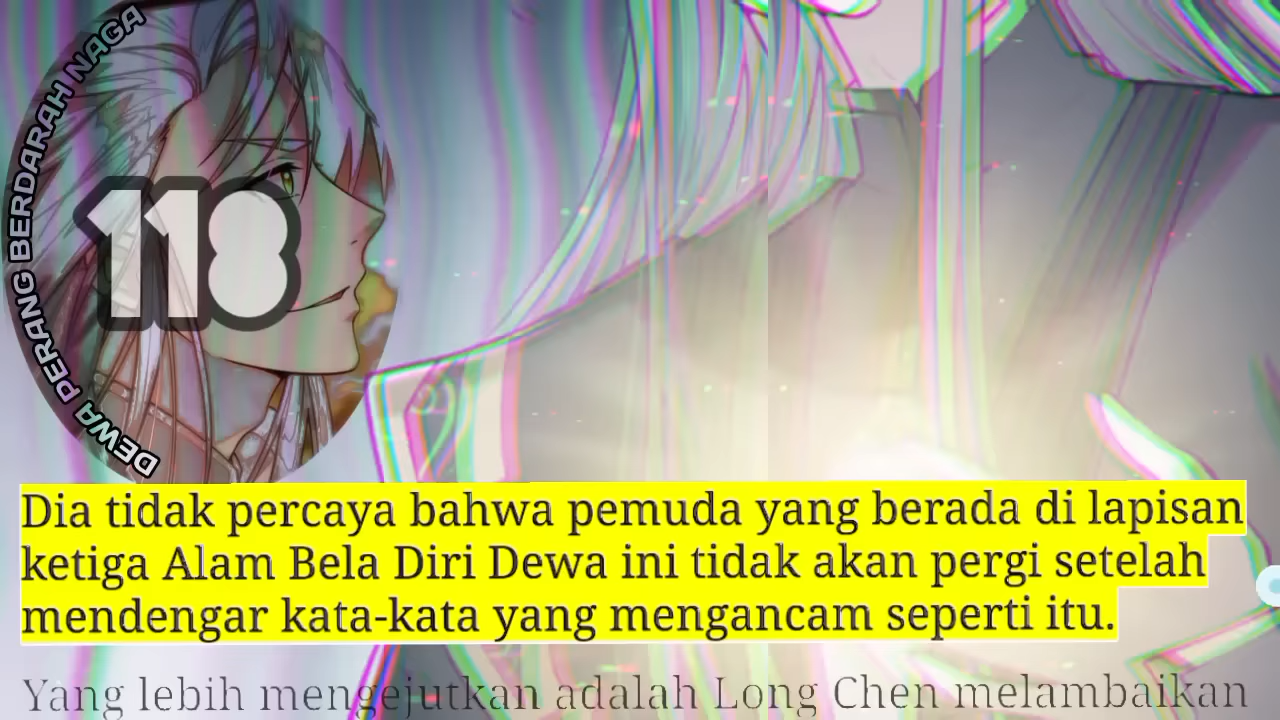 DEWA PERANG BERDARAH NAGA
118
Dia tidak percaya bahwa pemuda yang berada di lapisan
ketiga Alam Bela Diri Dewa ini tidak akan pergi setelah
mendengar kata-kata yang mengancam seperti itu.
Yang lebih mengejutkan adalah Long Chen melambaikan